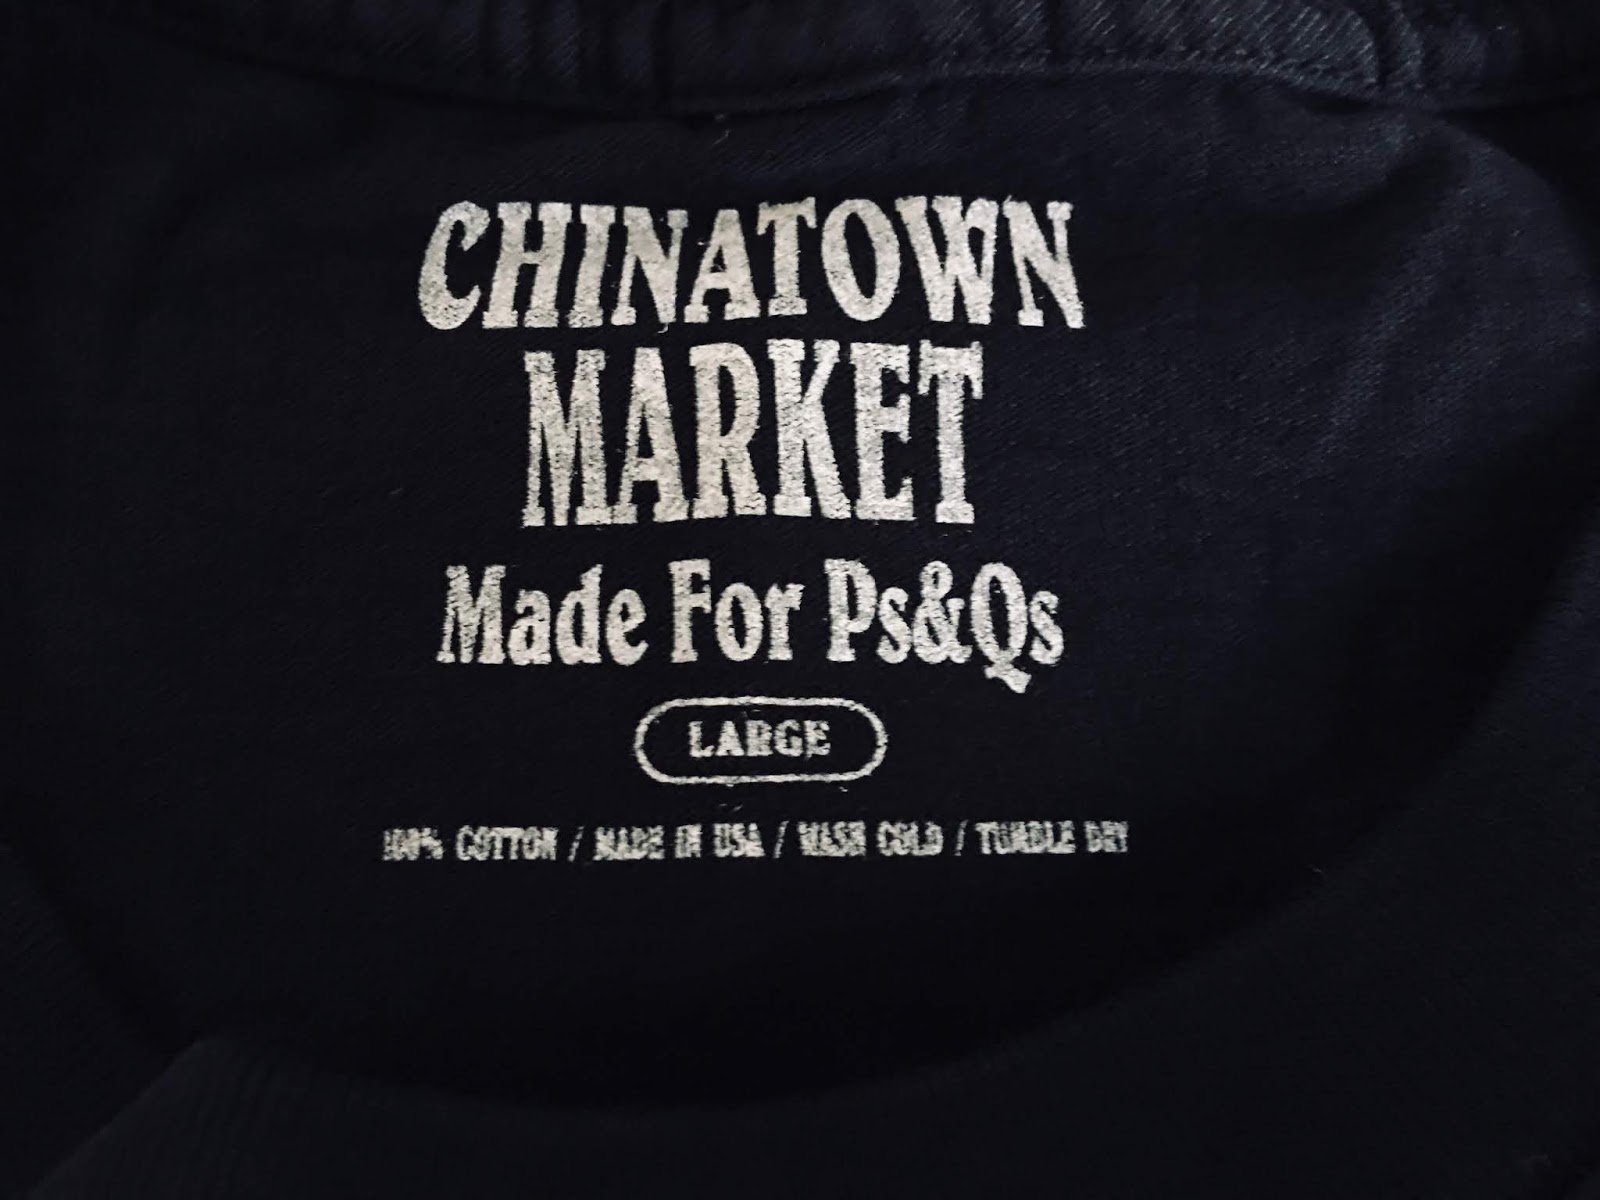 CHINATOWN
MARKET
Made For Ps&Qs
LARGE
100% COTTON / MADE IN USA / WASH COLD / TUMBLE DRY